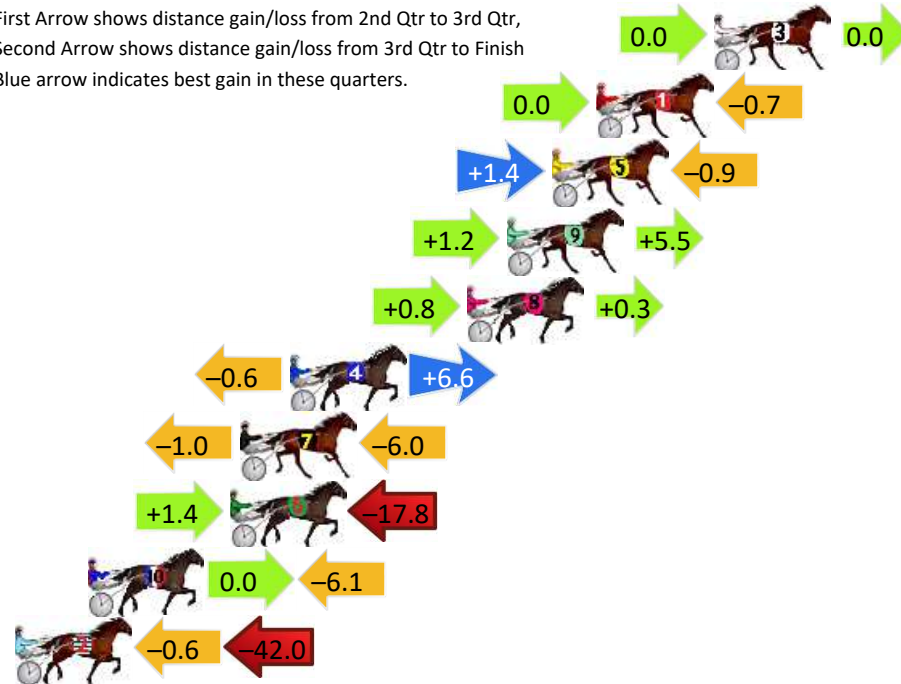 First Arrow shows distance gain/loss from 2nd Qtr to 3rd Qtr,
Second Arrow shows distance gain/loss from 3rd Qtr to Finish
Blue arrow indicates best gain in these quarters.
0.0 3 0.0
0.0 1 –0.7
+1.4 5 –0.9
+1.2 9 +5.5
+0.8 8 +0.3
–0.6 4 +6.6
–1.0 7 –6.0
+1.4 –17.8
10 0.0 –6.1
2 –0.6 –42.0